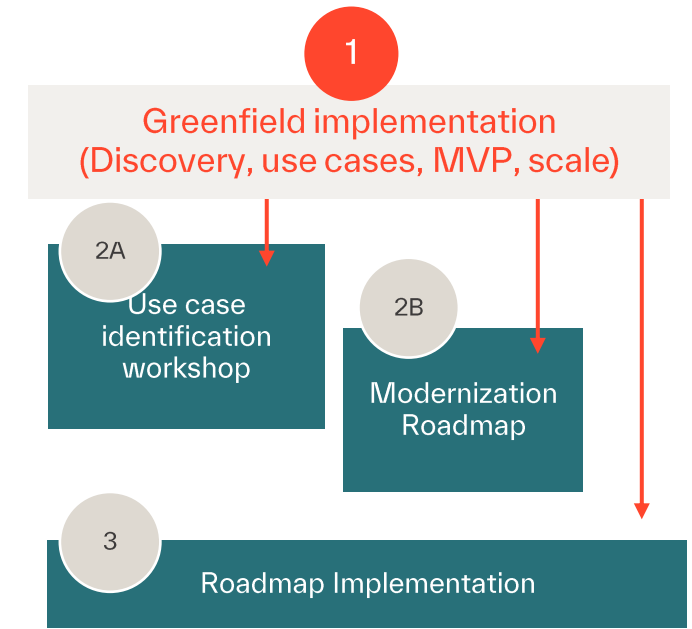 1
Greenfield implementation
(Discovery, use cases, MVP, scale)
2A
Use case
identification
workshop
2B
Modernization
Roadmap
3
Roadmap Implementation